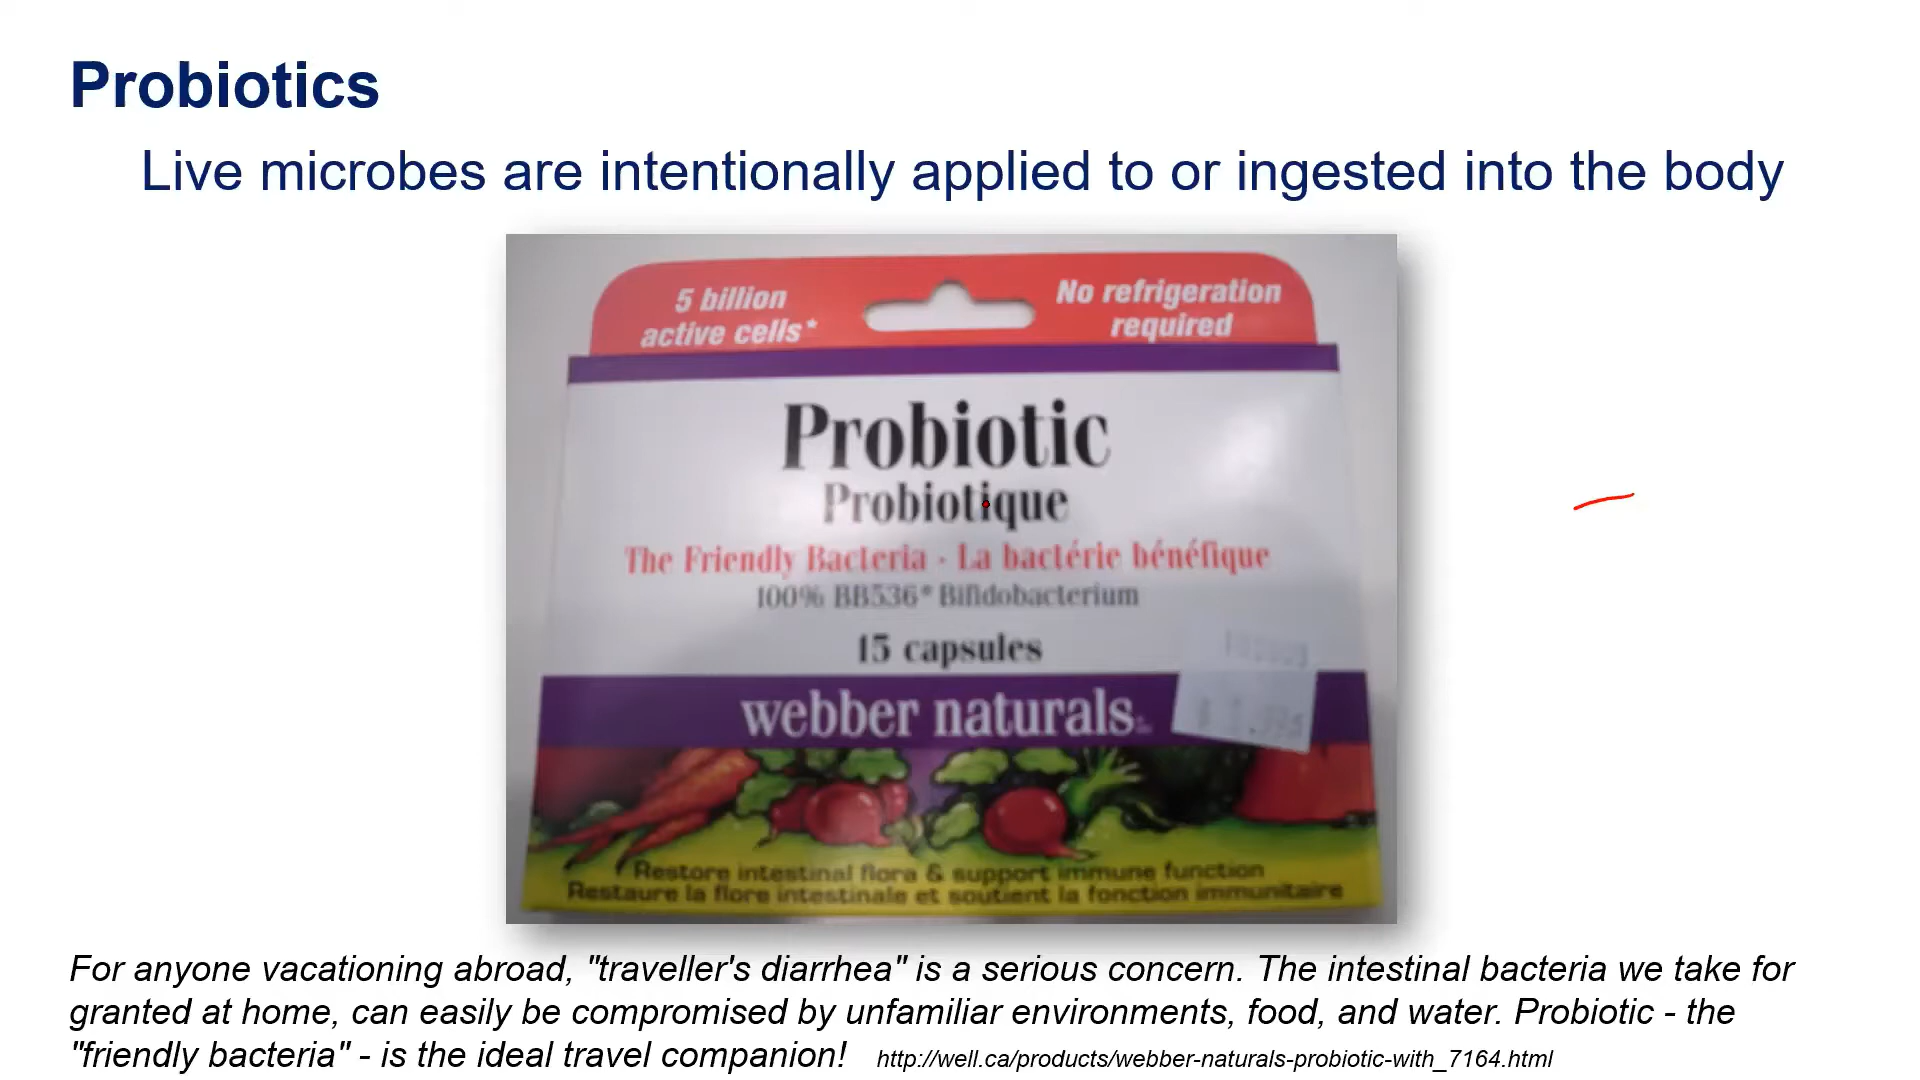 Probiotics
Live microbes are intentionally applied to or ingested into the body
5 billion
active cells*
No refrigeration
required
Probiotic
Probiotique
The Friendly Bacteria · La bactérie bénéfique
100% BB536® Bifidobacterium
15 capsules
webber naturals
Restore intestinal flora & support immune function
Restaure la flore intestinale et soutient la fonction immunitaire
For anyone vacationing abroad, "traveller's diarrhea" is a serious concern. The intestinal bacteria we take for
granted at home, can easily be compromised by unfamiliar environments, food, and water. Probiotic - the
"friendly bacteria" - is the ideal travel companion! http://well.ca/products/webber-naturals-probiotic-with_7164.html